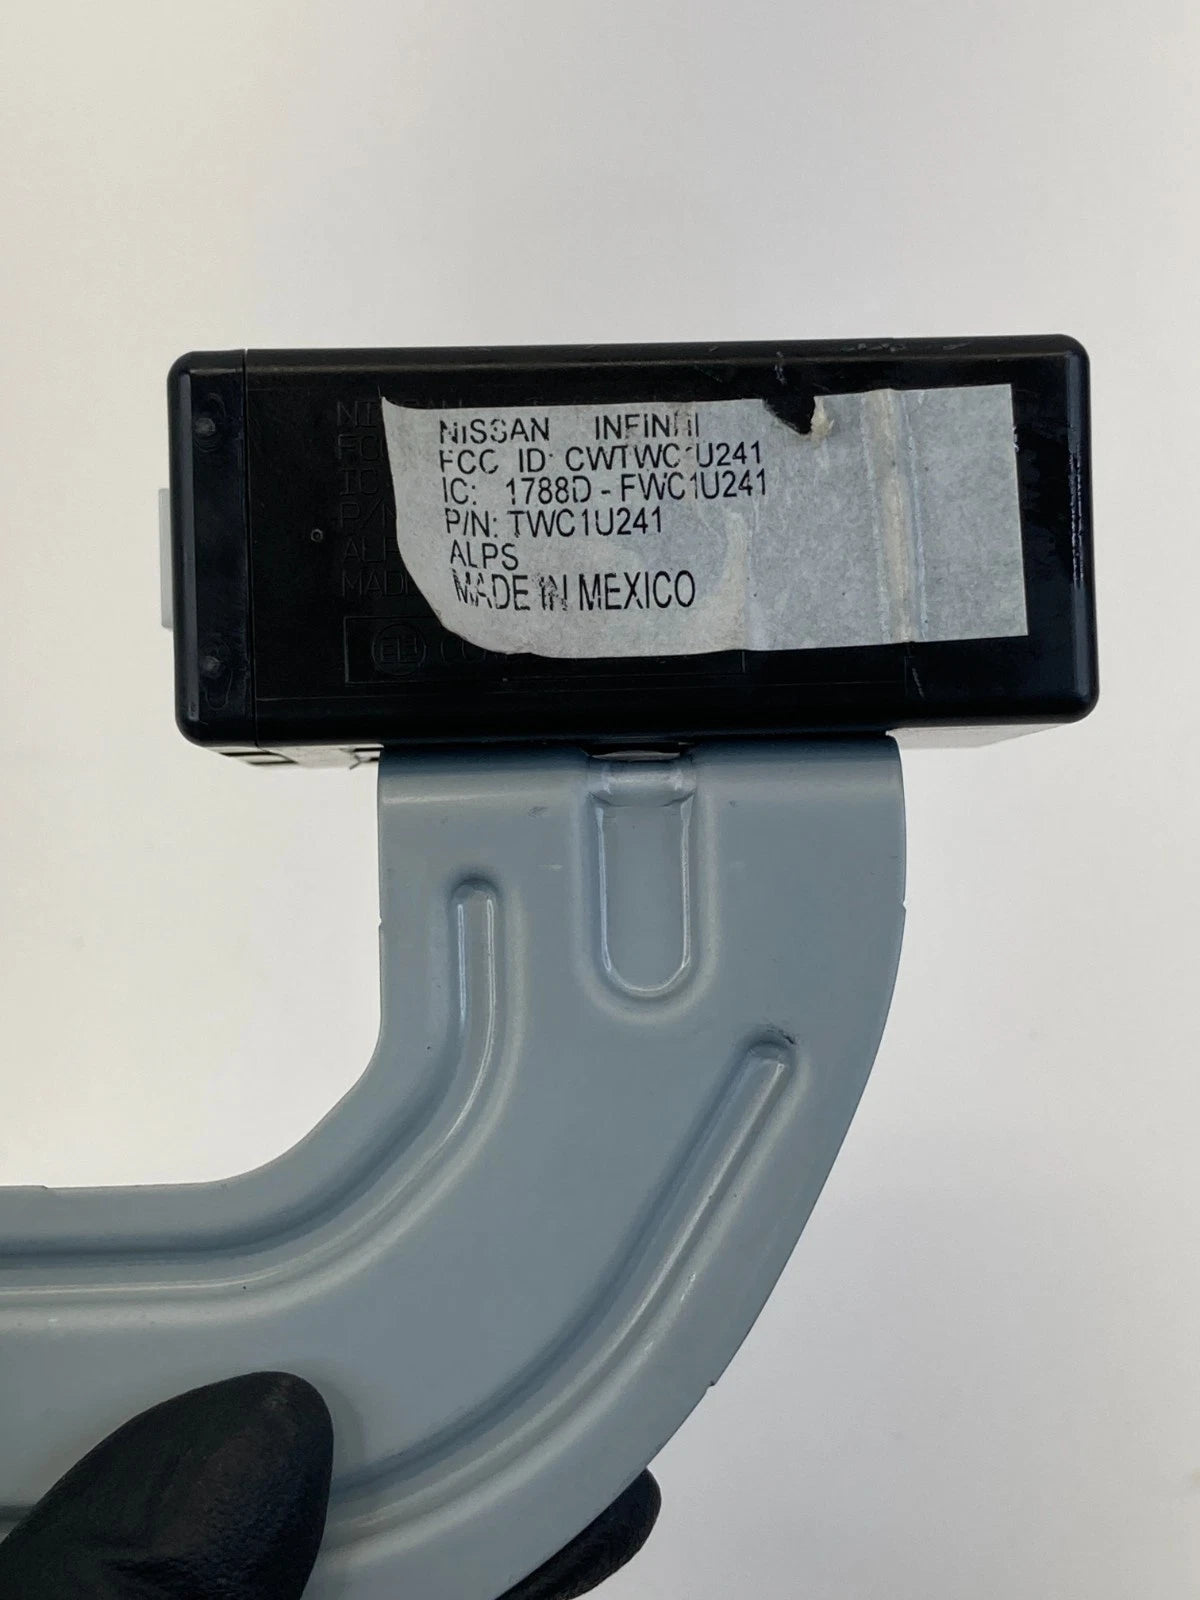 NISSAN INFINITI
FCC ID: CWTWC1U241
IC: 1788D-FWC1U241
P/N: TWC1U241
ALPS
MADE IN MEXICO